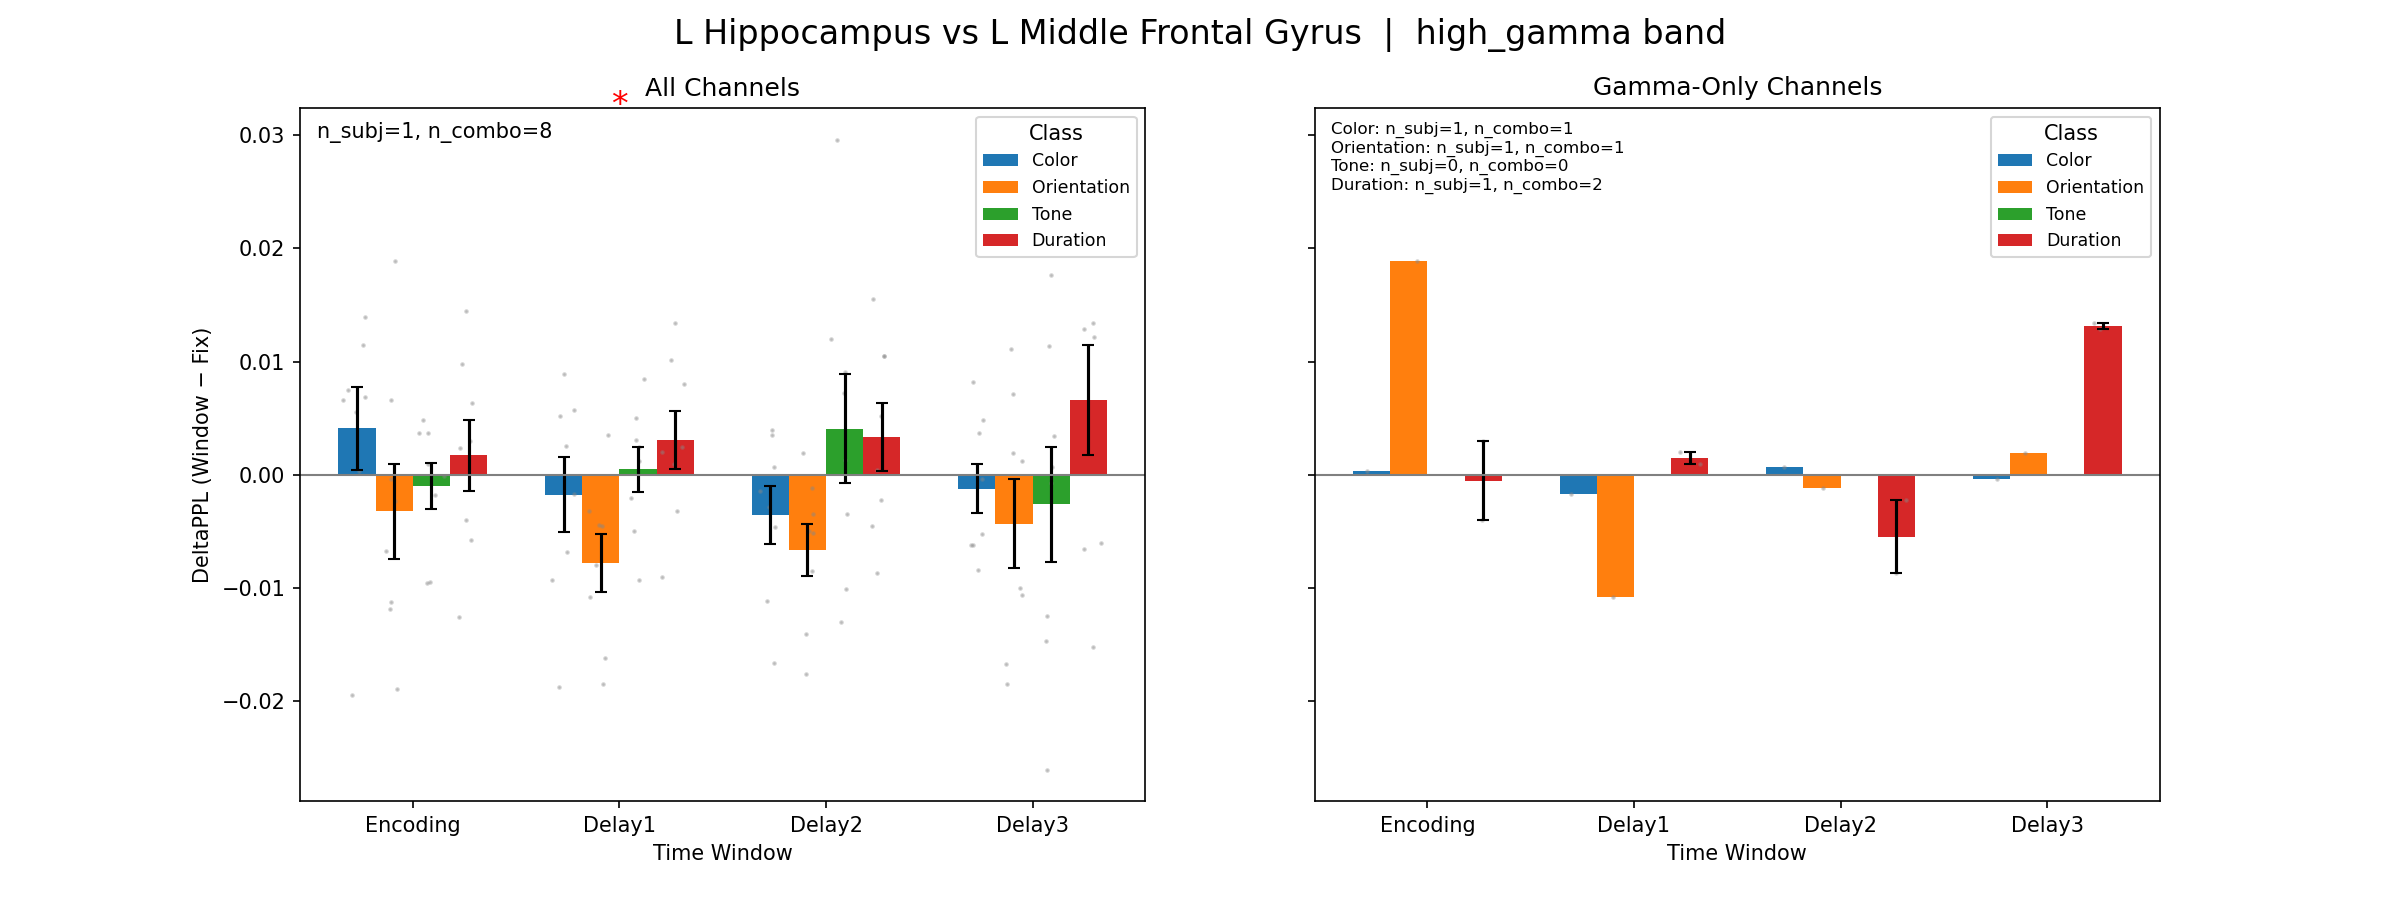 L Hippocampus vs L Middle Frontal Gyrus | high_gamma band
All Channels
*
n_subj=1, n_combo=8
Class
Color
Orientation
Tone
Duration
0.03
0.02
0.01
0.00
−0.01
−0.02
DeltaPPL (Window − Fix)
Encoding
Delay1
Delay2
Delay3
Time Window
Gamma-Only Channels
Color: n_subj=1, n_combo=1
Orientation: n_subj=1, n_combo=1
Tone: n_subj=0, n_combo=0
Duration: n_subj=1, n_combo=2
Class
Color
Orientation
Tone
Duration
Encoding
Delay1
Delay2
Delay3
Time Window